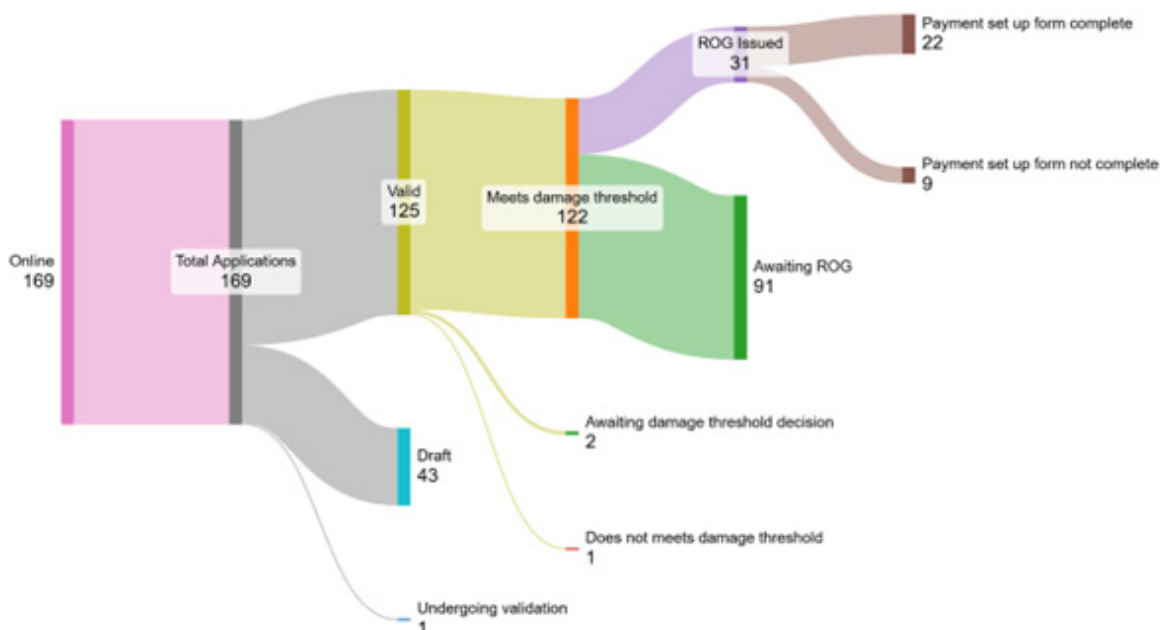 Payment set up form complete
22
ROG Issued
31
Payment set up form not complete
9
Valid
125
Meets damage threshold
122
Online
169
Total Applications
169
Awaiting ROG
91
Awaiting damage threshold decision
2
Draft
43
Does not meets damage threshold
1
Undergoing validation
1